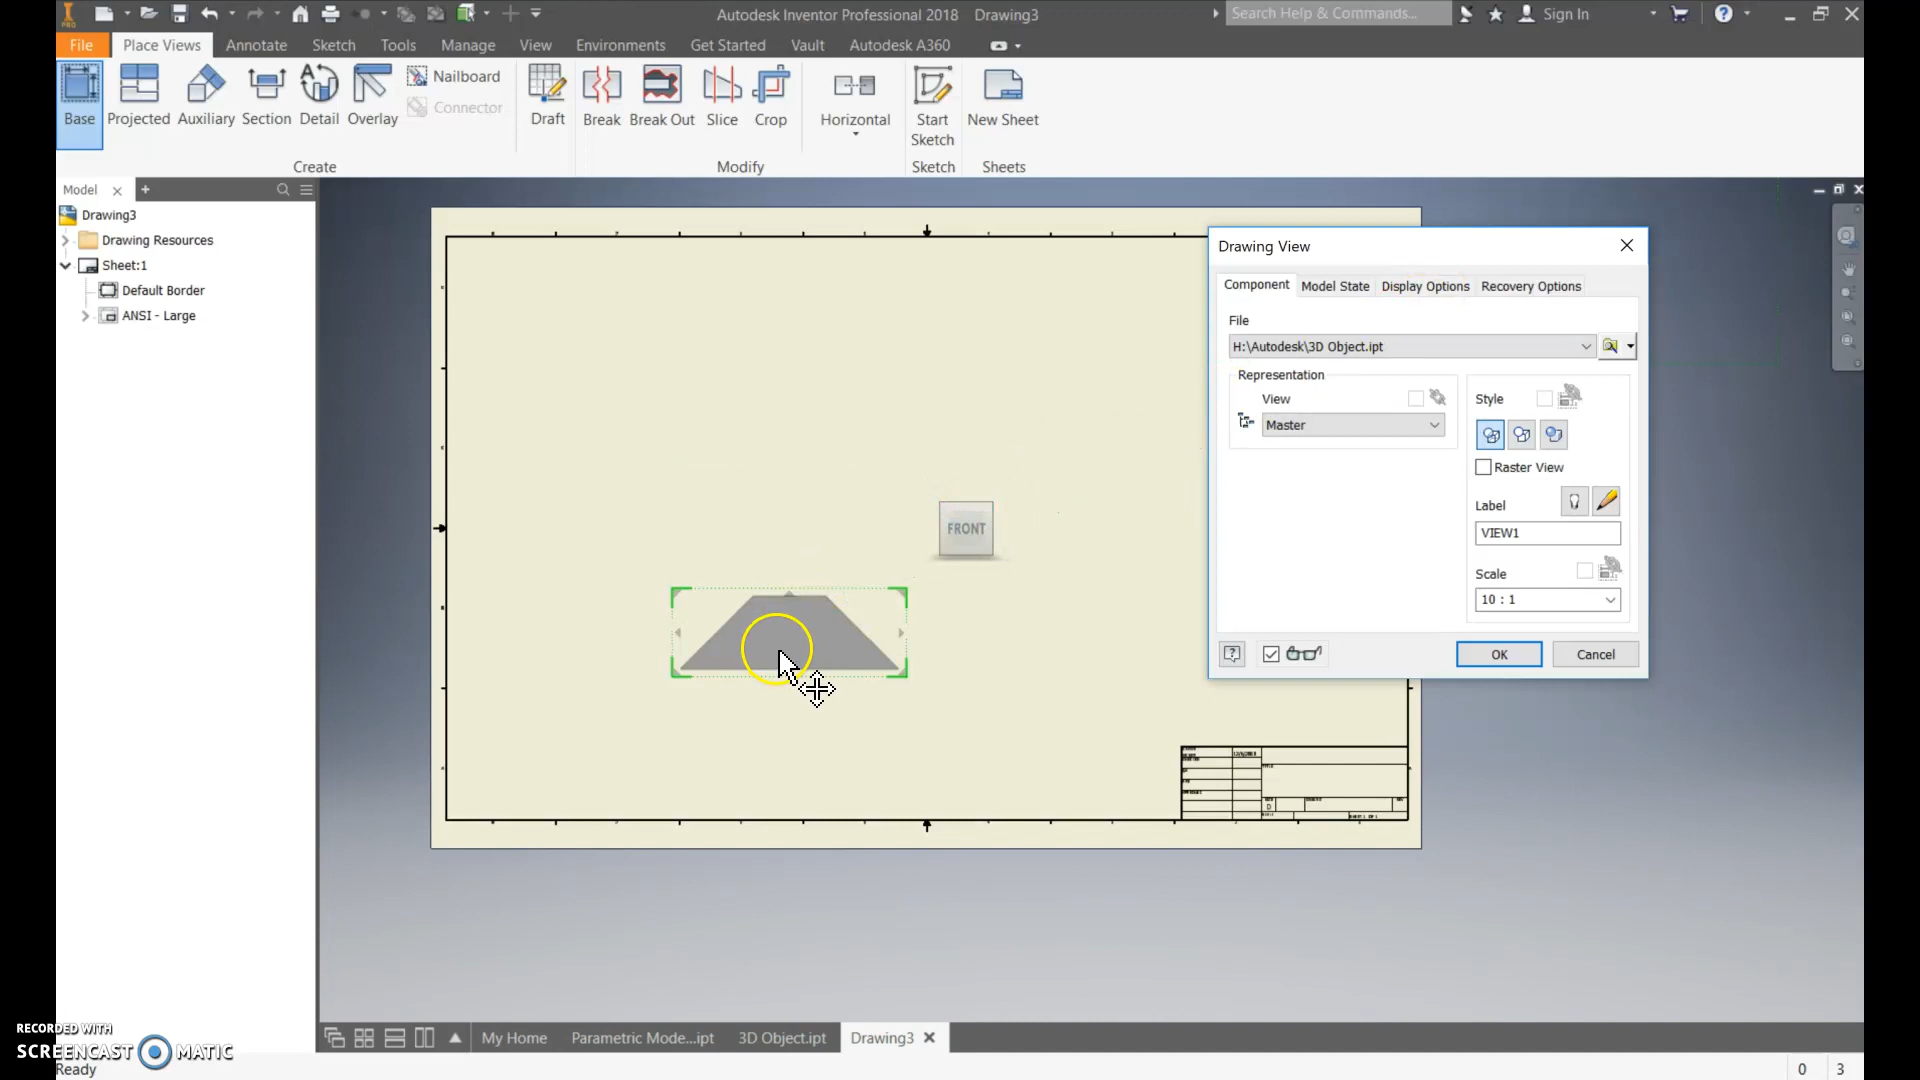 Autodesk Inventor Professional 2018 Drawing3
Search Help & Commands...
Sign In
PRO
File Place Views Annotate Sketch Tools Manage View Environments Get Started Vault Autodesk A360
Base Projected Auxiliary Section Detail Overlay
Nailboard
Connector
Draft Break Break Out Slice Crop Horizontal
Start Sketch
New Sheet
Create Modify Sketch Sheets
Model
Drawing3
Drawing Resources
Sheet:1
Default Border
ANSI - Large
FRONT
Drawing View
Component Model State Display Options Recovery Options
File
H:\Autodesk\3D Object.ipt
Representation
View
Master
Style
Raster View
Label
VIEW1
Scale
10 : 1
OK Cancel
D
SHEET 1 OF 1
My Home Parametric Mode...ipt 3D Object.ipt Drawing3
RECORDED WITH
SCREENCAST MATIC
Ready
0 3